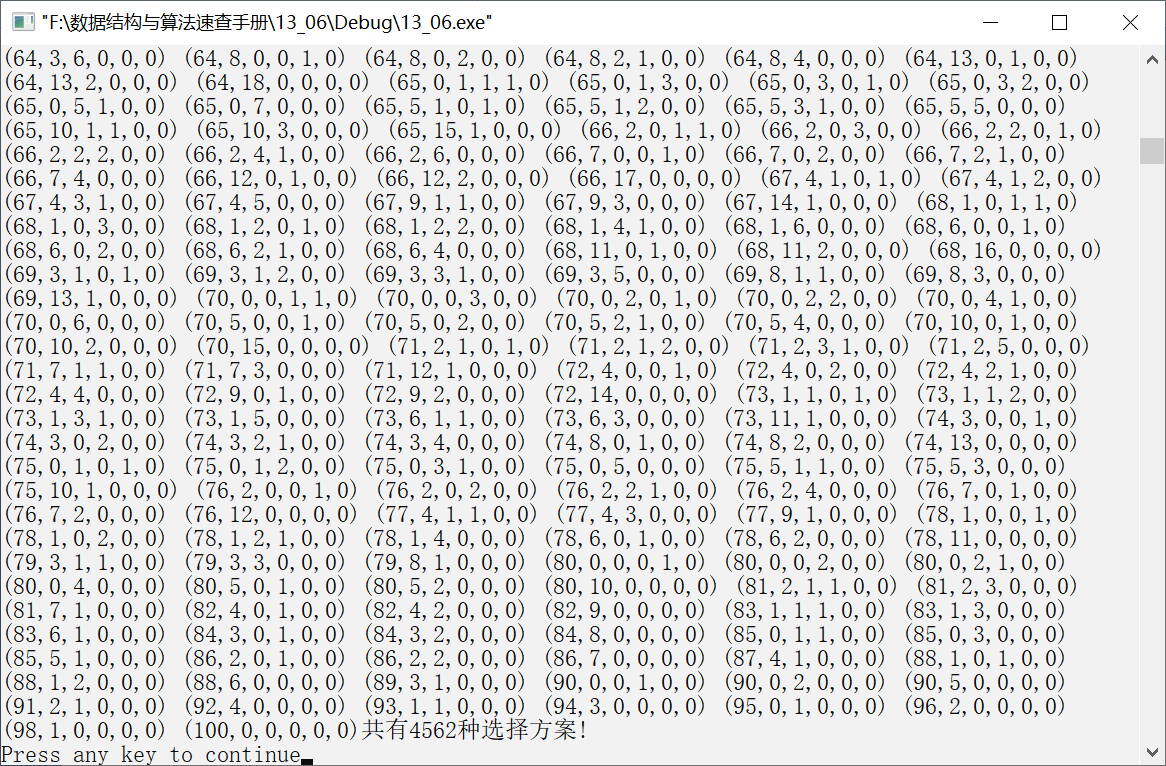 "F:\数据结构与算法速查手册\13_06\Debug\13_06.exe"
(64,3,6,0,0,0) (64,8,0,0,1,0) (64,8,0,2,0,0) (64,8,2,1,0,0) (64,8,4,0,0,0) (64,13,0,1,0,0)
(64,13,2,0,0,0) (64,18,0,0,0,0) (65,0,1,1,1,0) (65,0,1,3,0,0) (65,0,3,0,1,0) (65,0,3,2,0,0)
(65,0,5,1,0,0) (65,0,7,0,0,0) (65,5,1,0,1,0) (65,5,1,2,0,0) (65,5,3,1,0,0) (65,5,5,0,0,0)
(65,10,1,1,0,0) (65,10,3,0,0,0) (65,15,1,0,0,0) (66,2,0,1,1,0) (66,2,0,3,0,0) (66,2,2,0,1,0)
(66,2,2,2,0,0) (66,2,4,1,0,0) (66,2,6,0,0,0) (66,7,0,0,1,0) (66,7,0,2,0,0) (66,7,2,1,0,0)
(66,7,4,0,0,0) (66,12,0,1,0,0) (66,12,2,0,0,0) (66,17,0,0,0,0) (67,4,1,0,1,0) (67,4,1,2,0,0)
(67,4,3,1,0,0) (67,4,5,0,0,0) (67,9,1,1,0,0) (67,9,3,0,0,0) (67,14,1,0,0,0) (68,1,0,1,1,0)
(68,1,0,3,0,0) (68,1,2,0,1,0) (68,1,2,2,0,0) (68,1,4,1,0,0) (68,1,6,0,0,0) (68,6,0,0,1,0)
(68,6,0,2,0,0) (68,6,2,1,0,0) (68,6,4,0,0,0) (68,11,0,1,0,0) (68,11,2,0,0,0) (68,16,0,0,0,0)
(69,3,1,0,1,0) (69,3,1,2,0,0) (69,3,3,1,0,0) (69,3,5,0,0,0) (69,8,1,1,0,0) (69,8,3,0,0,0)
(69,13,1,0,0,0) (70,0,0,1,1,0) (70,0,0,3,0,0) (70,0,2,0,1,0) (70,0,2,2,0,0) (70,0,4,1,0,0)
(70,0,6,0,0,0) (70,5,0,0,1,0) (70,5,0,2,0,0) (70,5,2,1,0,0) (70,5,4,0,0,0) (70,10,0,1,0,0)
(70,10,2,0,0,0) (70,15,0,0,0,0) (71,2,1,0,1,0) (71,2,1,2,0,0) (71,2,3,1,0,0) (71,2,5,0,0,0)
(71,7,1,1,0,0) (71,7,3,0,0,0) (71,12,1,0,0,0) (72,4,0,0,1,0) (72,4,0,2,0,0) (72,4,2,1,0,0)
(72,4,4,0,0,0) (72,9,0,1,0,0) (72,9,2,0,0,0) (72,14,0,0,0,0) (73,1,1,0,1,0) (73,1,1,2,0,0)
(73,1,3,1,0,0) (73,1,5,0,0,0) (73,6,1,1,0,0) (73,6,3,0,0,0) (73,11,1,0,0,0) (74,3,0,0,1,0)
(74,3,0,2,0,0) (74,3,2,1,0,0) (74,3,4,0,0,0) (74,8,0,1,0,0) (74,8,2,0,0,0) (74,13,0,0,0,0)
(75,0,1,0,1,0) (75,0,1,2,0,0) (75,0,3,1,0,0) (75,0,5,0,0,0) (75,5,1,1,0,0) (75,5,3,0,0,0)
(75,10,1,0,0,0) (76,2,0,0,1,0) (76,2,0,2,0,0) (76,2,2,1,0,0) (76,2,4,0,0,0) (76,7,0,1,0,0)
(76,7,2,0,0,0) (76,12,0,0,0,0) (77,4,1,1,0,0) (77,4,3,0,0,0) (77,9,1,0,0,0) (78,1,0,0,1,0)
(78,1,0,2,0,0) (78,1,2,1,0,0) (78,1,4,0,0,0) (78,6,0,1,0,0) (78,6,2,0,0,0) (78,11,0,0,0,0)
(79,3,1,1,0,0) (79,3,3,0,0,0) (79,8,1,0,0,0) (80,0,0,0,1,0) (80,0,0,2,0,0) (80,0,2,1,0,0)
(80,0,4,0,0,0) (80,5,0,1,0,0) (80,5,2,0,0,0) (80,10,0,0,0,0) (81,2,1,1,0,0) (81,2,3,0,0,0)
(81,7,1,0,0,0) (82,4,0,1,0,0) (82,4,2,0,0,0) (82,9,0,0,0,0) (83,1,1,1,0,0) (83,1,3,0,0,0)
(83,6,1,0,0,0) (84,3,0,1,0,0) (84,3,2,0,0,0) (84,8,0,0,0,0) (85,0,1,1,0,0) (85,0,3,0,0,0)
(85,5,1,0,0,0) (86,2,0,1,0,0) (86,2,2,0,0,0) (86,7,0,0,0,0) (87,4,1,0,0,0) (88,1,0,1,0,0)
(88,1,2,0,0,0) (88,6,0,0,0,0) (89,3,1,0,0,0) (90,0,0,1,0,0) (90,0,2,0,0,0) (90,5,0,0,0,0)
(91,2,1,0,0,0) (92,4,0,0,0,0) (93,1,1,0,0,0) (94,3,0,0,0,0) (95,0,1,0,0,0) (96,2,0,0,0,0)
(98,1,0,0,0,0) (100,0,0,0,0,0)共有4562种选择方案!
Press any key to continue